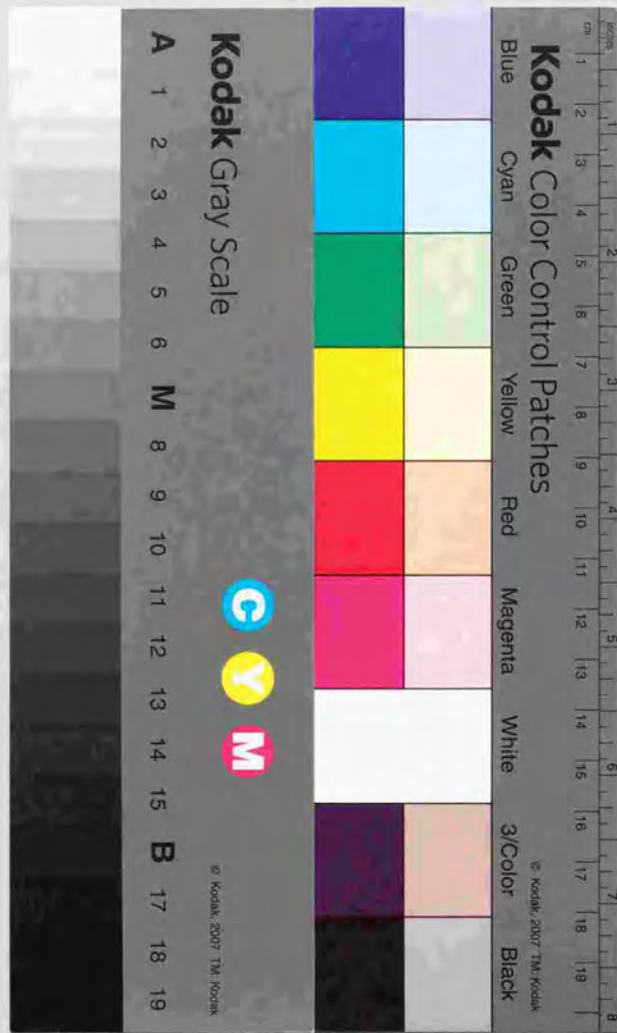 Kodak Color Control Patches
inches
1 2 3 4 5 6 7 8
cm
1 2 3 4 5 6 7 8 9 10 11 12 13 14 15 16 17 18 19
© Kodak, 2007 TM: Kodak
Blue Cyan Green Yellow Red Magenta White 3/Color Black
Kodak Gray Scale
C Y M
© Kodak, 2007 TM: Kodak
A 1 2 3 4 5 6 M 8 9 10 11 12 13 14 15 B 17 18 19